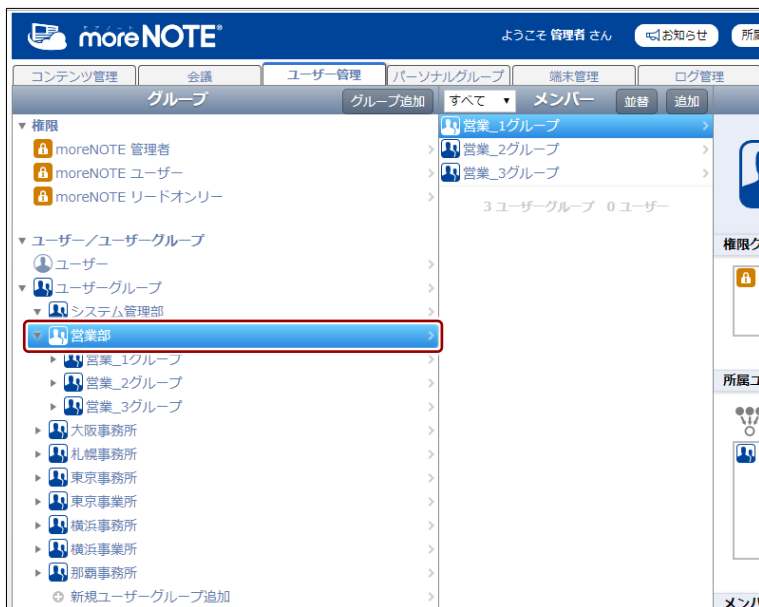 モアノート
moreNOTE®
ようこそ 管理者 さん
お知らせ
コンテンツ管理
会議
ユーザー管理
パーソナルグループ
端末管理
ログ管理
グループ
グループ追加
すべて
メンバー
並替
追加
権限
moreNOTE 管理者
moreNOTE ユーザー
moreNOTE リードオンリー
ユーザー／ユーザーグループ
ユーザー
ユーザーグループ
システム管理部
営業部
営業_1グループ
営業_2グループ
営業_3グループ
大阪事務所
札幌事務所
東京事務所
東京事業所
横浜事務所
横浜事業所
那覇事務所
新規ユーザーグループ追加
営業_1グループ
営業_2グループ
営業_3グループ
3 ユーザーグループ 0 ユーザー